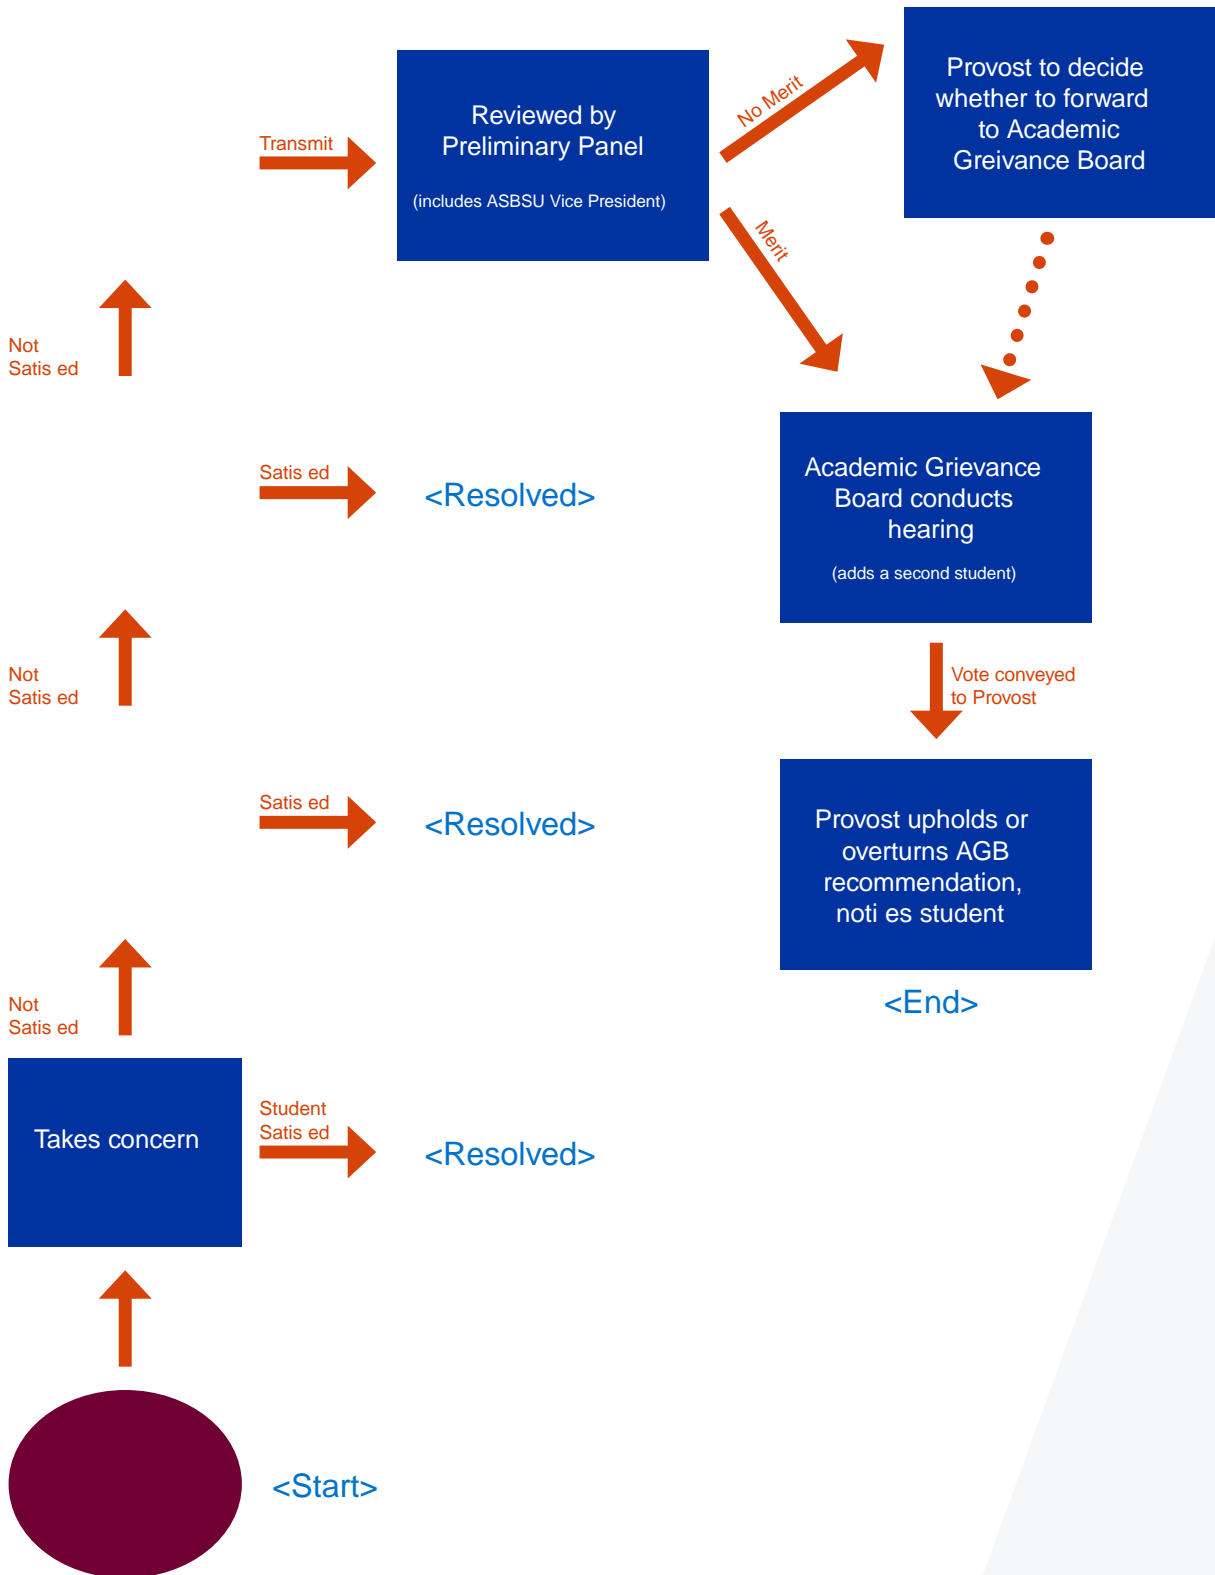 Provost to decide
whether to forward
to Academic
Greivance Board
No Merit
Reviewed by
Preliminary Panel
(includes ASBSU Vice President)
Transmit
Merit
Not
Satis ed
Satis ed
<Resolved>
Academic Grievance
Board conducts
hearing
(adds a second student)
Not
Satis ed
Vote conveyed
to Provost
Satis ed
<Resolved>
Provost upholds or
overturns AGB
recommendation,
noti es student
<End>
Not
Satis ed
Takes concern
Student
Satis ed
<Resolved>
<Start>